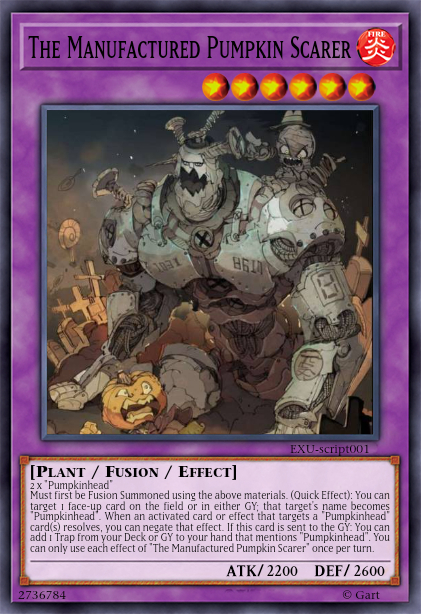 The Manufactured Pumpkin Scarer
FIRE
炎
EXU-script001
[Plant / Fusion / Effect]
2 x "Pumpkinhead"
Must first be Fusion Summoned using the above materials. (Quick Effect): You can
target 1 face-up card on the field or in either GY; that target's name becomes
"Pumpkinhead". When an activated card or effect that targets a "Pumpkinhead"
card(s) resolves, you can negate that effect. If this card is sent to the GY: You can
add 1 Trap from your Deck or GY to your hand that mentions "Pumpkinhead". You
can only use each effect of "The Manufactured Pumpkin Scarer" once per turn.
ATK/ 2200 DEF/ 2600
2736784 © Gart